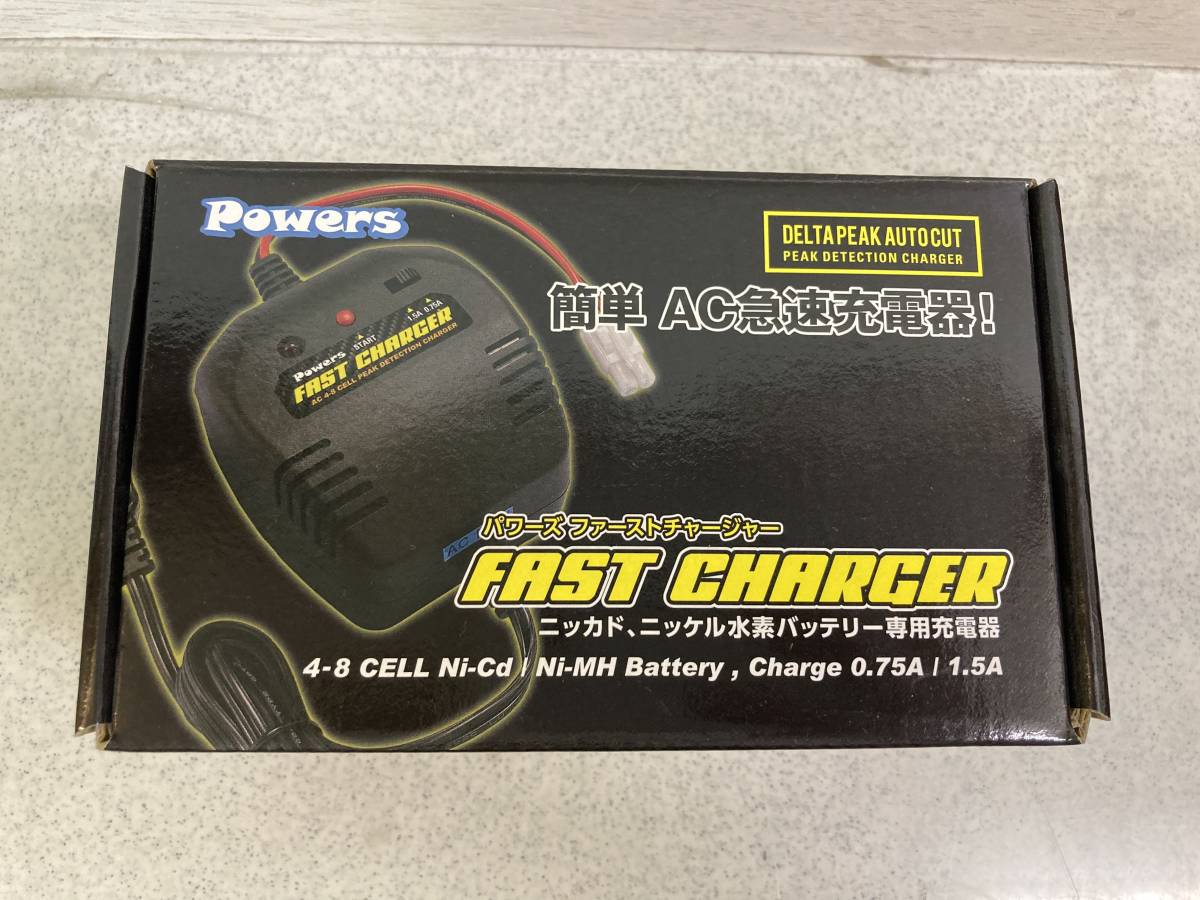 Powers
DELTA PEAK AUTO CUT
PEAK DETECTION CHARGER
簡単 AC急速充電器!
1.5A 0.75A
START
Powers
FAST CHARGER
AC 4-8 CELL PEAK DETECTION CHARGER
AC
パワーズ ファーストチャージャー
FAST CHARGER
ニッカド、ニッケル水素バッテリー専用充電器
4-8 CELL Ni-Cd / Ni-MH Battery , Charge 0.75A / 1.5A